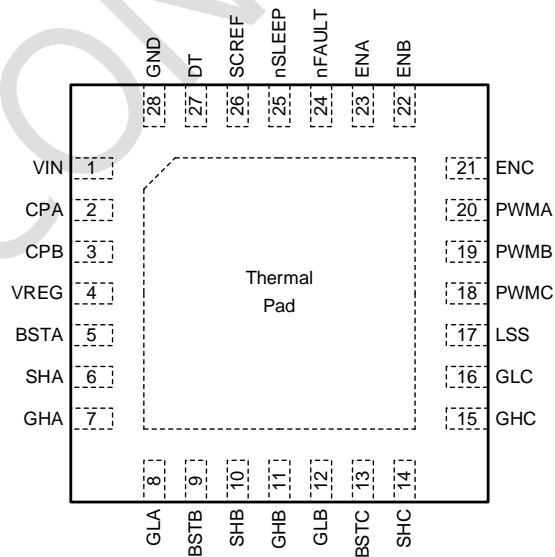 GND
DT
SCREF
nSLEEP
nFAULT
ENA
ENB
28
27
26
25
24
23
22
VIN 1
CPA 2
CPB 3
VREG 4
BSTA 5
SHA 6
GHA 7
21 ENC
20 PWMA
19 PWMB
18 PWMC
17 LSS
16 GLC
15 GHC
Thermal
Pad
8
9
10
11
12
13
14
GLA
BSTB
SHB
GHB
GLB
BSTC
SHC